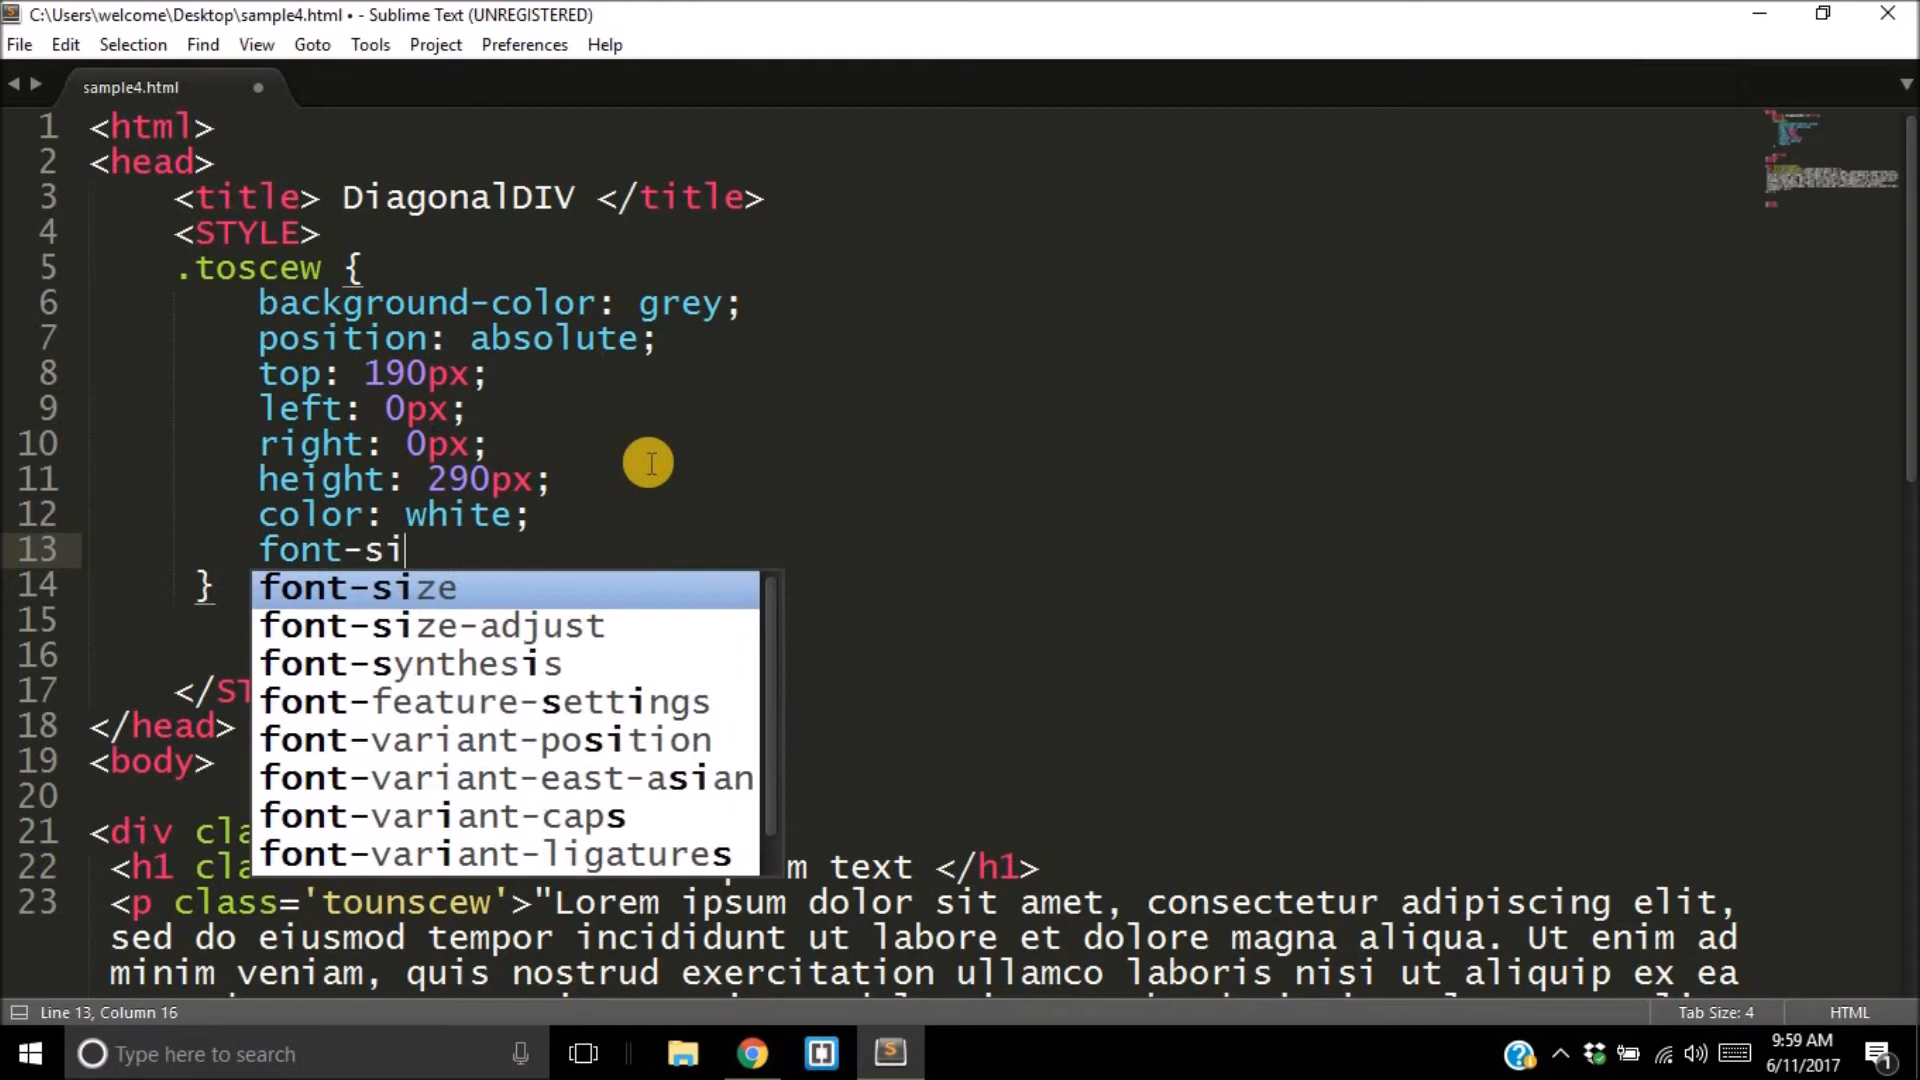 C:\Users\welcome\Desktop\sample4.html • - Sublime Text (UNREGISTERED)
File Edit Selection Find View Goto Tools Project Preferences Help
sample4.html
1 <html>
2 <head>
3 <title> DiagonalDIV </title>
4 <STYLE>
5 .toscew {
6 background-color: grey;
7 position: absolute;
8 top: 190px;
9 left: 0px;
10 right: 0px;
11 height: 290px;
12 color: white;
13 font-si
14 }
font-size
font-size-adjust
15
font-synthesis
16
17 </ST
font-feature-settings
18 </head>
font-variant-position
19 <body>
font-variant-east-asian
20
font-variant-caps
21 <div cla
font-variant-ligatures
22 <h1 cla m text </h1>
23 <p class='tounscew'>"Lorem ipsum dolor sit amet, consectetur adipiscing elit,
sed do eiusmod tempor incididunt ut labore et dolore magna aliqua. Ut enim ad
minim veniam, quis nostrud exercitation ullamco laboris nisi ut aliquip ex ea
Line 13, Column 16 Tab Size: 4 HTML
Type here to search
9:59 AM
6/11/2017
1